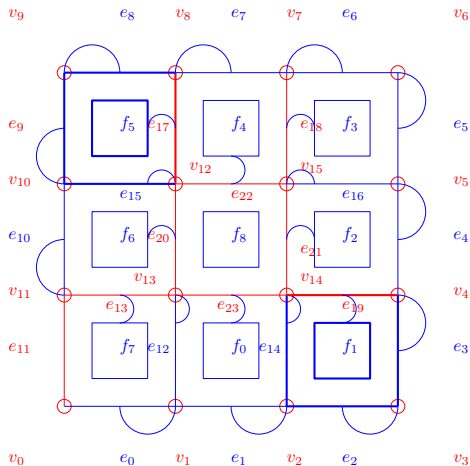 v₉ e₈ v₈ e₇ v₇ e₆ v₆
e₉ f₅ e₁₇ f₄ e₁₈ f₃ e₅
v₁₀ v₁₂ v₁₅ v₅
e₁₅ e₂₂ e₁₆
e₁₀ f₆ e₂₀ f₈ f₂ e₄
e₂₁
v₁₁ v₁₃ v₁₄ v₄
e₁₃ e₂₃ e₁₉
e₁₁ f₇ e₁₂ f₀ e₁₄ f₁ e₃
v₀ e₀ v₁ e₁ v₂ e₂ v₃